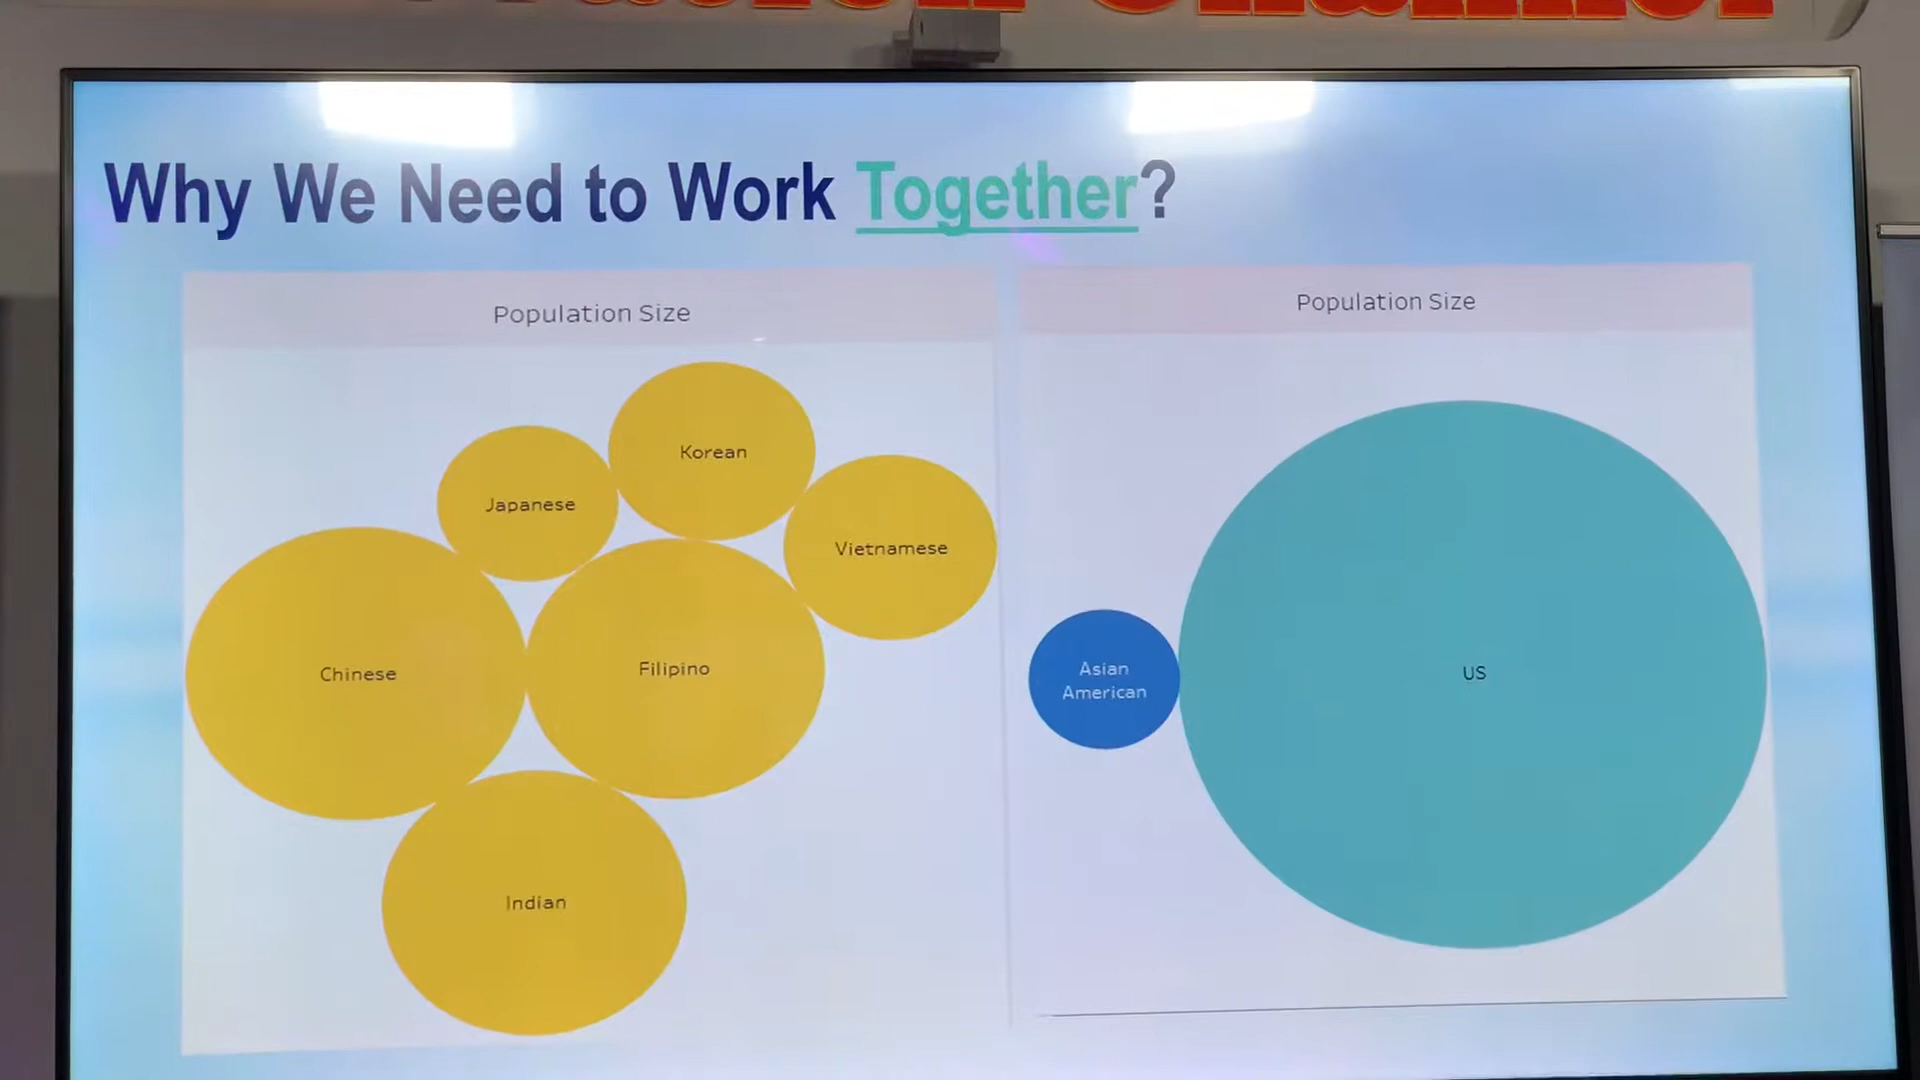 Why We Need to Work Together?
Population Size
Korean
Japanese
Vietnamese
Chinese
Filipino
Indian
Population Size
Asian
American
US